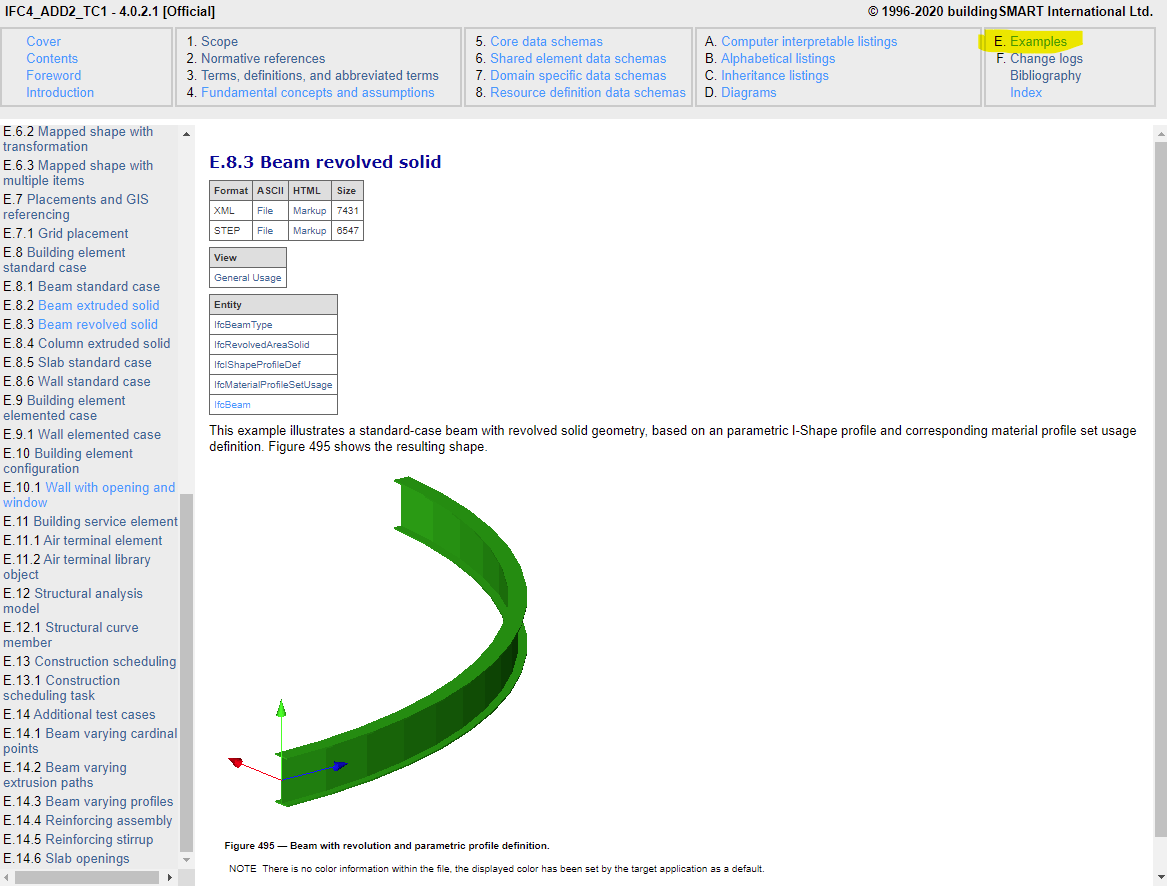 IFC4_ADD2_TC1 - 4.0.2.1 [Official]
© 1996-2020 buildingSMART International Ltd.
Cover
Contents
Foreword
Introduction
1. Scope
2. Normative references
3. Terms, definitions, and abbreviated terms
4. Fundamental concepts and assumptions
5. Core data schemas
6. Shared element data schemas
7. Domain specific data schemas
8. Resource definition data schemas
A. Computer interpretable listings
B. Alphabetical listings
C. Inheritance listings
D. Diagrams
E. Examples
F. Change logs
Bibliography
Index
E.6.2 Mapped shape with
transformation
E.6.3 Mapped shape with
multiple items
E.7 Placements and GIS
referencing
E.7.1 Grid placement
E.8 Building element
standard case
E.8.1 Beam standard case
E.8.2 Beam extruded solid
E.8.3 Beam revolved solid
E.8.4 Column extruded solid
E.8.5 Slab standard case
E.8.6 Wall standard case
E.9 Building element
elemented case
E.9.1 Wall elemented case
E.10 Building element
configuration
E.10.1 Wall with opening and
window
E.11 Building service element
E.11.1 Air terminal element
E.11.2 Air terminal library
object
E.12 Structural analysis
model
E.12.1 Structural curve
member
E.13 Construction scheduling
E.13.1 Construction
scheduling task
E.14 Additional test cases
E.14.1 Beam varying cardinal
points
E.14.2 Beam varying
extrusion paths
E.14.3 Beam varying profiles
E.14.4 Reinforcing assembly
E.14.5 Reinforcing stirrup
E.14.6 Slab openings
E.8.3 Beam revolved solid
Format ASCII HTML Size
XML File Markup 7431
STEP File Markup 6547
View
General Usage
Entity
IfcBeamType
IfcRevolvedAreaSolid
IfcIShapeProfileDef
IfcMaterialProfileSetUsage
IfcBeam
This example illustrates a standard-case beam with revolved solid geometry, based on an parametric I-Shape profile and corresponding material profile set usage
definition. Figure 495 shows the resulting shape.
Figure 495 — Beam with revolution and parametric profile definition.
NOTE There is no color information within the file, the displayed color has been set by the target application as a default.